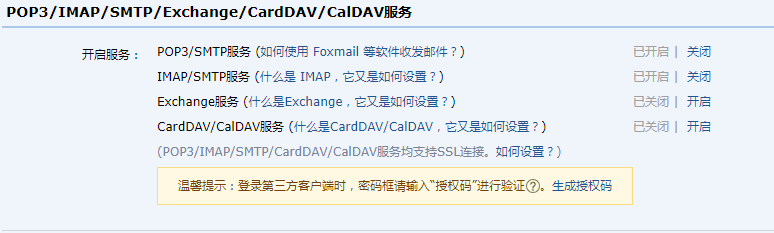 POP3/IMAP/SMTP/Exchange/CardDAV/CalDAV服务
开启服务： POP3/SMTP服务 (如何使用 Foxmail 等软件收发邮件？) 已开启 | 关闭
IMAP/SMTP服务 (什么是 IMAP，它又是如何设置？) 已开启 | 关闭
Exchange服务 (什么是Exchange，它又是如何设置？) 已关闭 | 开启
CardDAV/CalDAV服务 (什么是CardDAV/CalDAV，它又是如何设置？) 已关闭 | 开启
(POP3/IMAP/SMTP/CardDAV/CalDAV服务均支持SSL连接。如何设置？)
温馨提示：登录第三方客户端时，密码框请输入“授权码”进行验证?。生成授权码